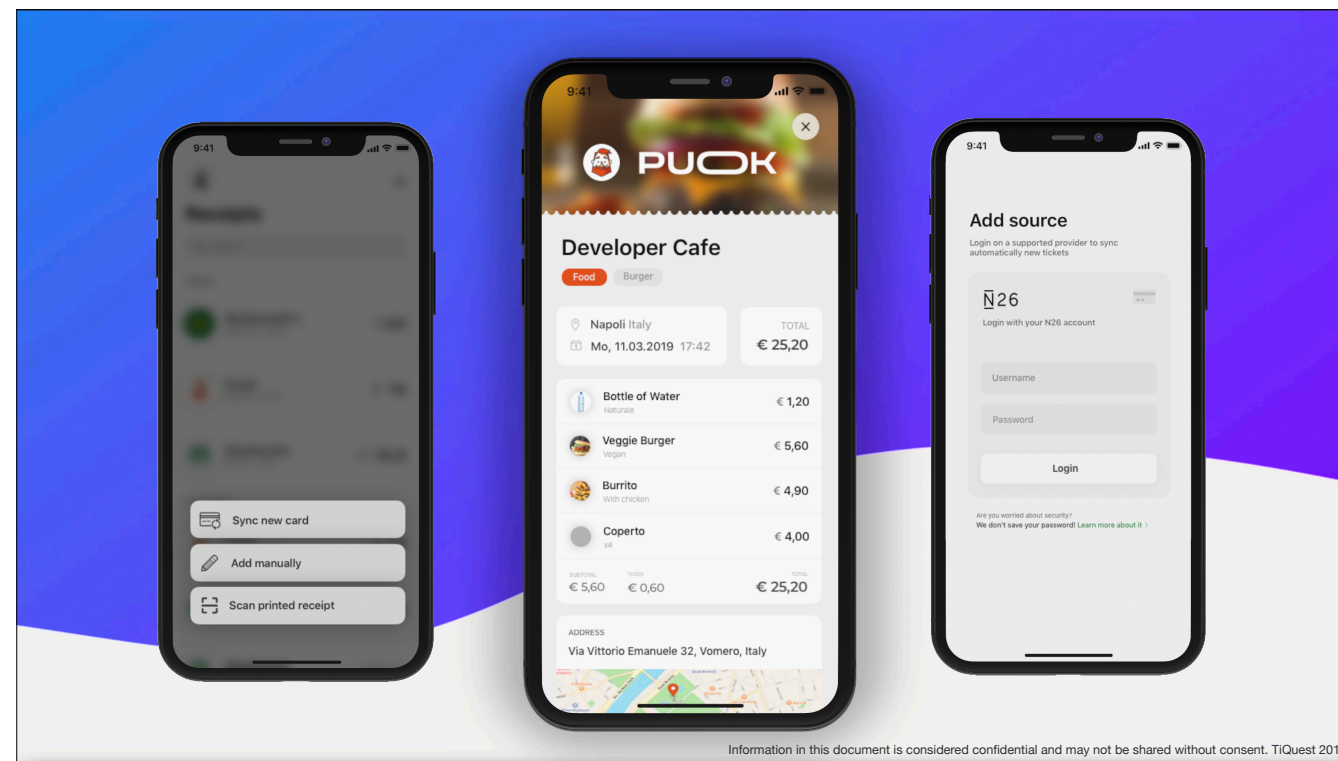 9:41
Receipts
Sync new card
Add manually
Scan printed receipt
9:41
PUOK
Developer Cafe
Food Burger
Napoli Italy
Mo, 11.03.2019 17:42
TOTAL
€ 25,20
Bottle of Water
Naturale
€ 1,20
Veggie Burger
Vegan
€ 5,60
Burrito
With chicken
€ 4,90
Coperto
x4
€ 4,00
SUBTOTAL TAXES TOTAL
€ 5,60 € 0,60 € 25,20
ADDRESS
Via Vittorio Emanuele 32, Vomero, Italy
9:41
Add source
Login on a supported provider to sync
automatically new tickets
N26
Login with your N26 account
Username
Password
Login
Are you worried about security?
We don't save your password! Learn more about it >
Information in this document is considered confidential and may not be shared without consent. TiQuest 201